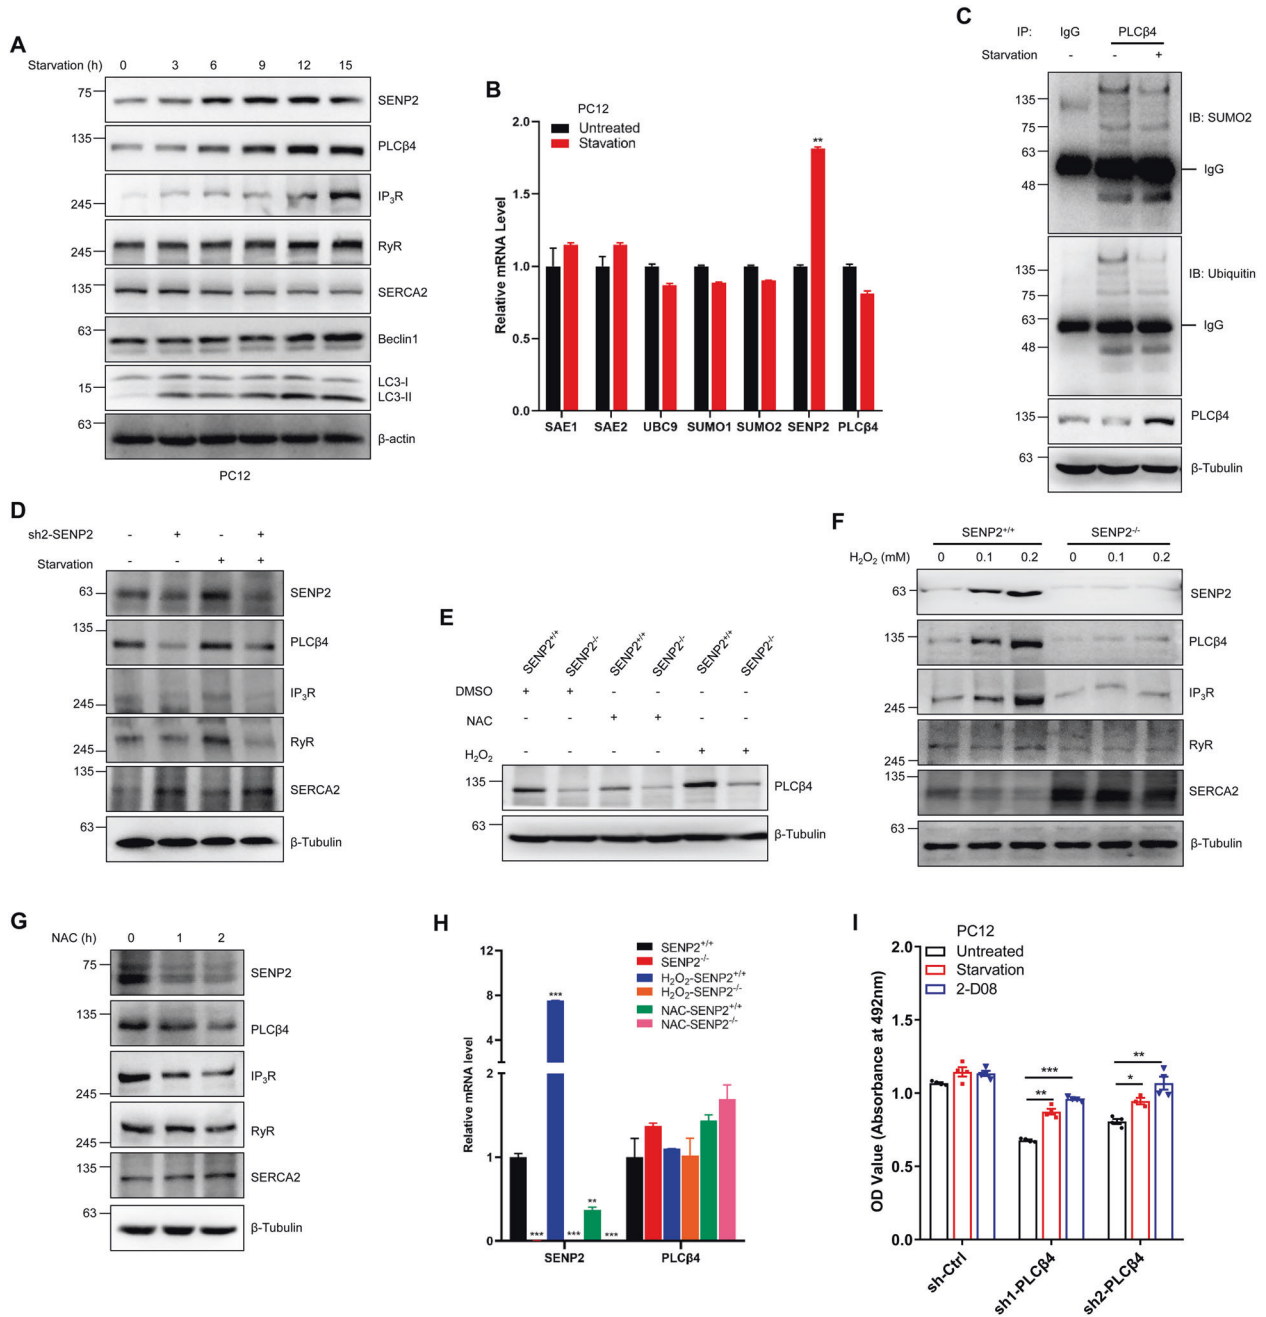 A
Starvation (h) 0 3 6 9 12 15
75
SENP2
135
PLCβ4
IP3R
245
RyR
245
135
SERCA2
63
Beclin1
LC3-I
15
LC3-II
63
β-actin
PC12
B
PC12
Untreated
Stavation
Relative mRNA Level
2.0
1.5
1.0
0.5
0.0
**
SAE1 SAE2 UBC9 SUMO1 SUMO2 SENP2 PLCβ4
C
IP: IgG PLCβ4
Starvation - - +
135
IB: SUMO2
75
63
IgG
48
IB: Ubiquitin
135
75
63
IgG
48
135
PLCβ4
63
β-Tubulin
D
sh2-SENP2 - + - +
Starvation - - + +
63
SENP2
135
PLCβ4
IP3R
245
RyR
245
135
SERCA2
63
β-Tubulin
E
SENP2+/+ SENP2-/- SENP2+/+ SENP2-/- SENP2+/+ SENP2-/-
DMSO + + - - - -
NAC - - + + - -
H2O2 - - - - + +
135
PLCβ4
63
β-Tubulin
F
SENP2+/+ SENP2-/-
H2O2 (mM) 0 0.1 0.2 0 0.1 0.2
63
SENP2
135
PLCβ4
IP3R
245
RyR
245
135
SERCA2
63
β-Tubulin
G
NAC (h) 0 1 2
75
SENP2
135
PLCβ4
IP3R
245
RyR
245
135
SERCA2
63
β-Tubulin
H
SENP2+/+
SENP2-/-
H2O2-SENP2+/+
H2O2-SENP2-/-
NAC-SENP2+/+
NAC-SENP2-/-
Relative mRNA level
12
8
4
2
1
0
***
***
***
**
***
SENP2 PLCβ4
I
PC12
Untreated
Starvation
2-D08
OD Value (Absorbance at 492nm)
2.0
1.5
1.0
0.5
0.0
***
**
**
*
sh-Ctrl sh1-PLCβ4 sh2-PLCβ4